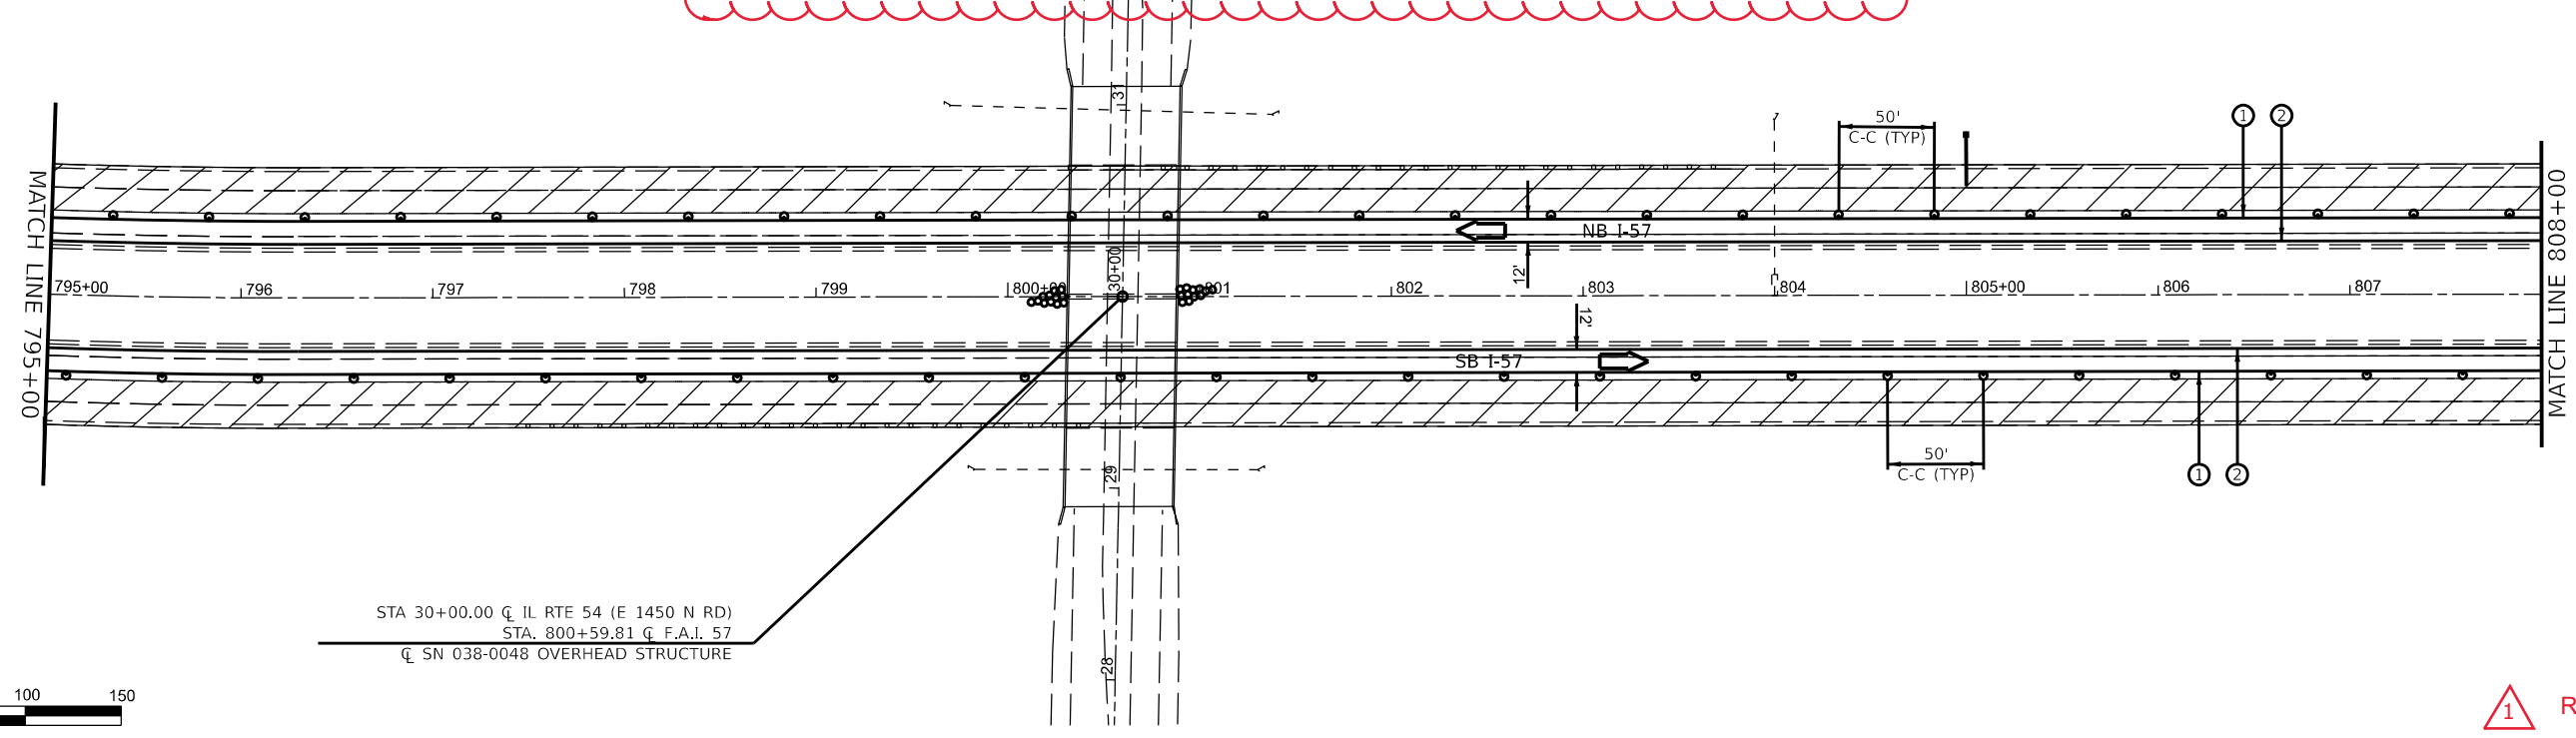 31
50'
C-C (TYP)
1
2
MATCH LINE 795+00
MATCH LINE 808+00
NB I-57
12'
30+00
795+00
796
797
798
799
800+00
801
802
803
804
805+00
806
807
12'
SB I-57
29
50'
C-C (TYP)
1
2
STA 30+00.00 ℄ IL RTE 54 (E 1450 N RD)
STA. 800+59.81 ℄ F.A.I. 57
℄ SN 038-0048 OVERHEAD STRUCTURE
28
100
150
1
R